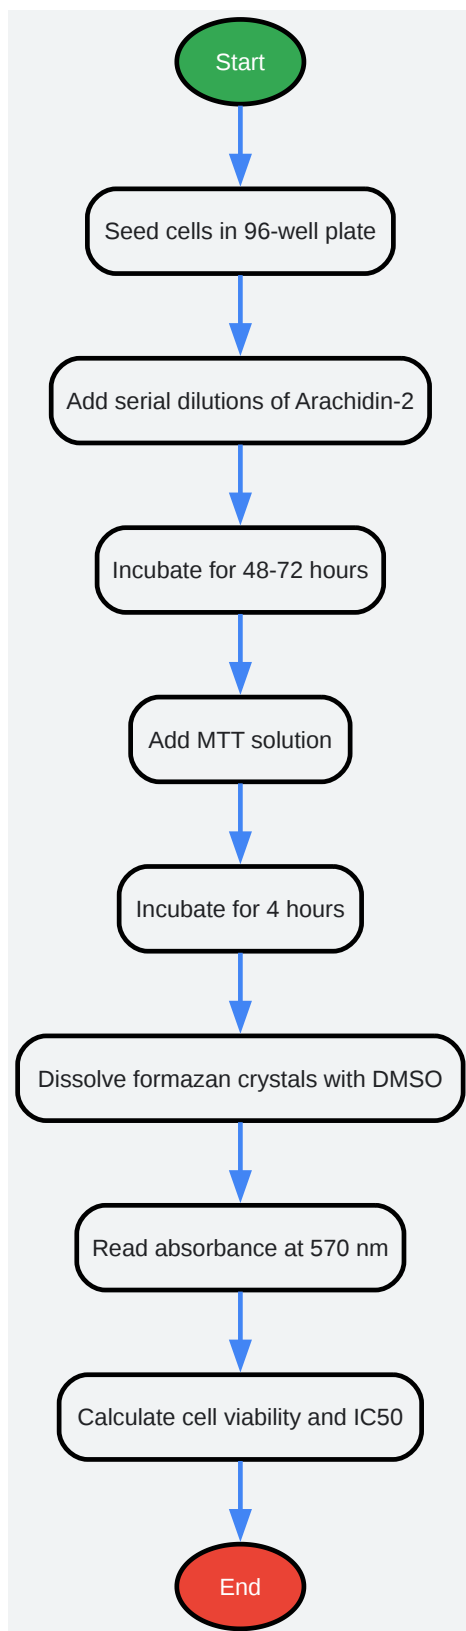 Start
Seed cells in 96-well plate
Add serial dilutions of Arachidin-2
Incubate for 48-72 hours
Add MTT solution
Incubate for 4 hours
Dissolve formazan crystals with DMSO
Read absorbance at 570 nm
Calculate cell viability and IC50
End